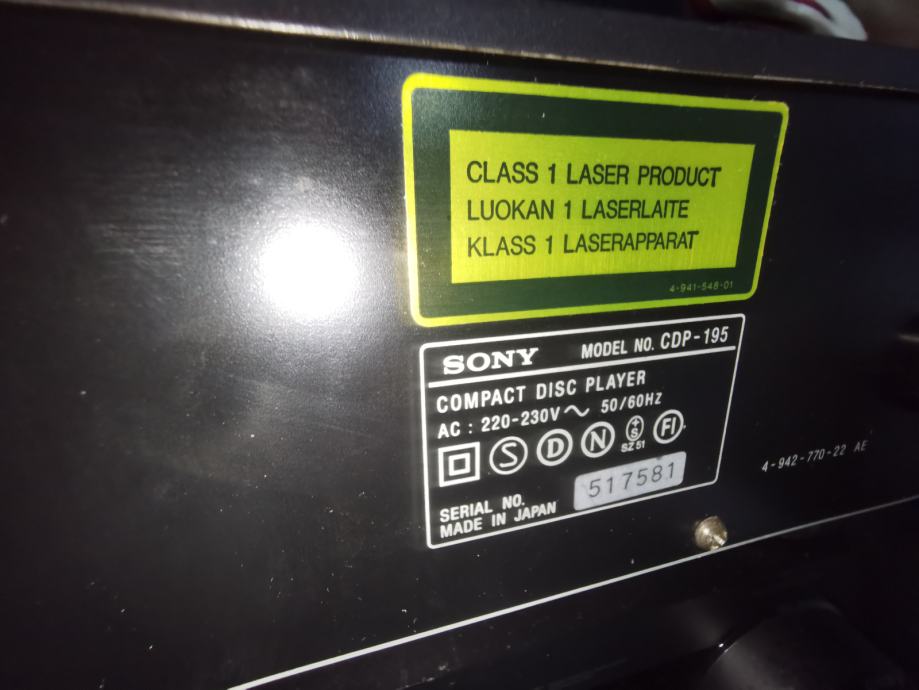 CLASS 1 LASER PRODUCT
LUOKAN 1 LASERLAITE
KLASS 1 LASERAPPARAT
4-941-548-01
SONY MODEL NO. CDP-195
COMPACT DISC PLAYER
AC : 220-230V ~ 50/60HZ
S D N +S FI
SZ 51
SERIAL NO. 517581
MADE IN JAPAN
4-942-770-22 AE